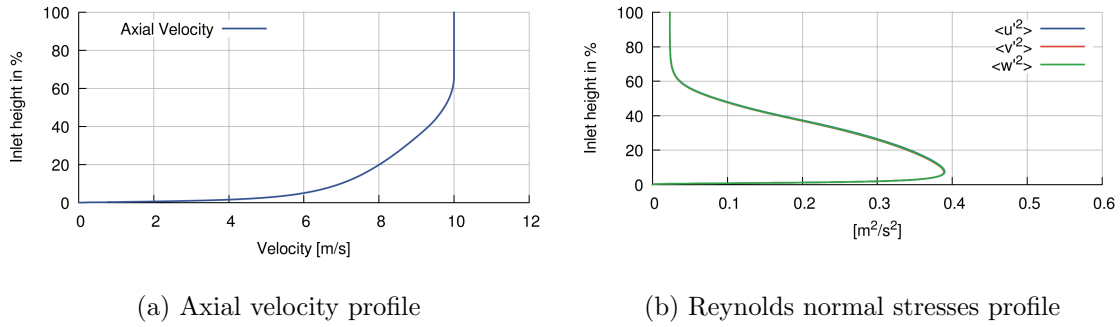 Axial Velocity
100
80
60
40
20
0
0 2 4 6 8 10 12
Inlet height in %
Velocity [m/s]
(a) Axial velocity profile
<u'²>
<v'²>
<w'²>
100
80
60
40
20
0
0 0.1 0.2 0.3 0.4 0.5 0.6
Inlet height in %
[m²/s²]
(b) Reynolds normal stresses profile